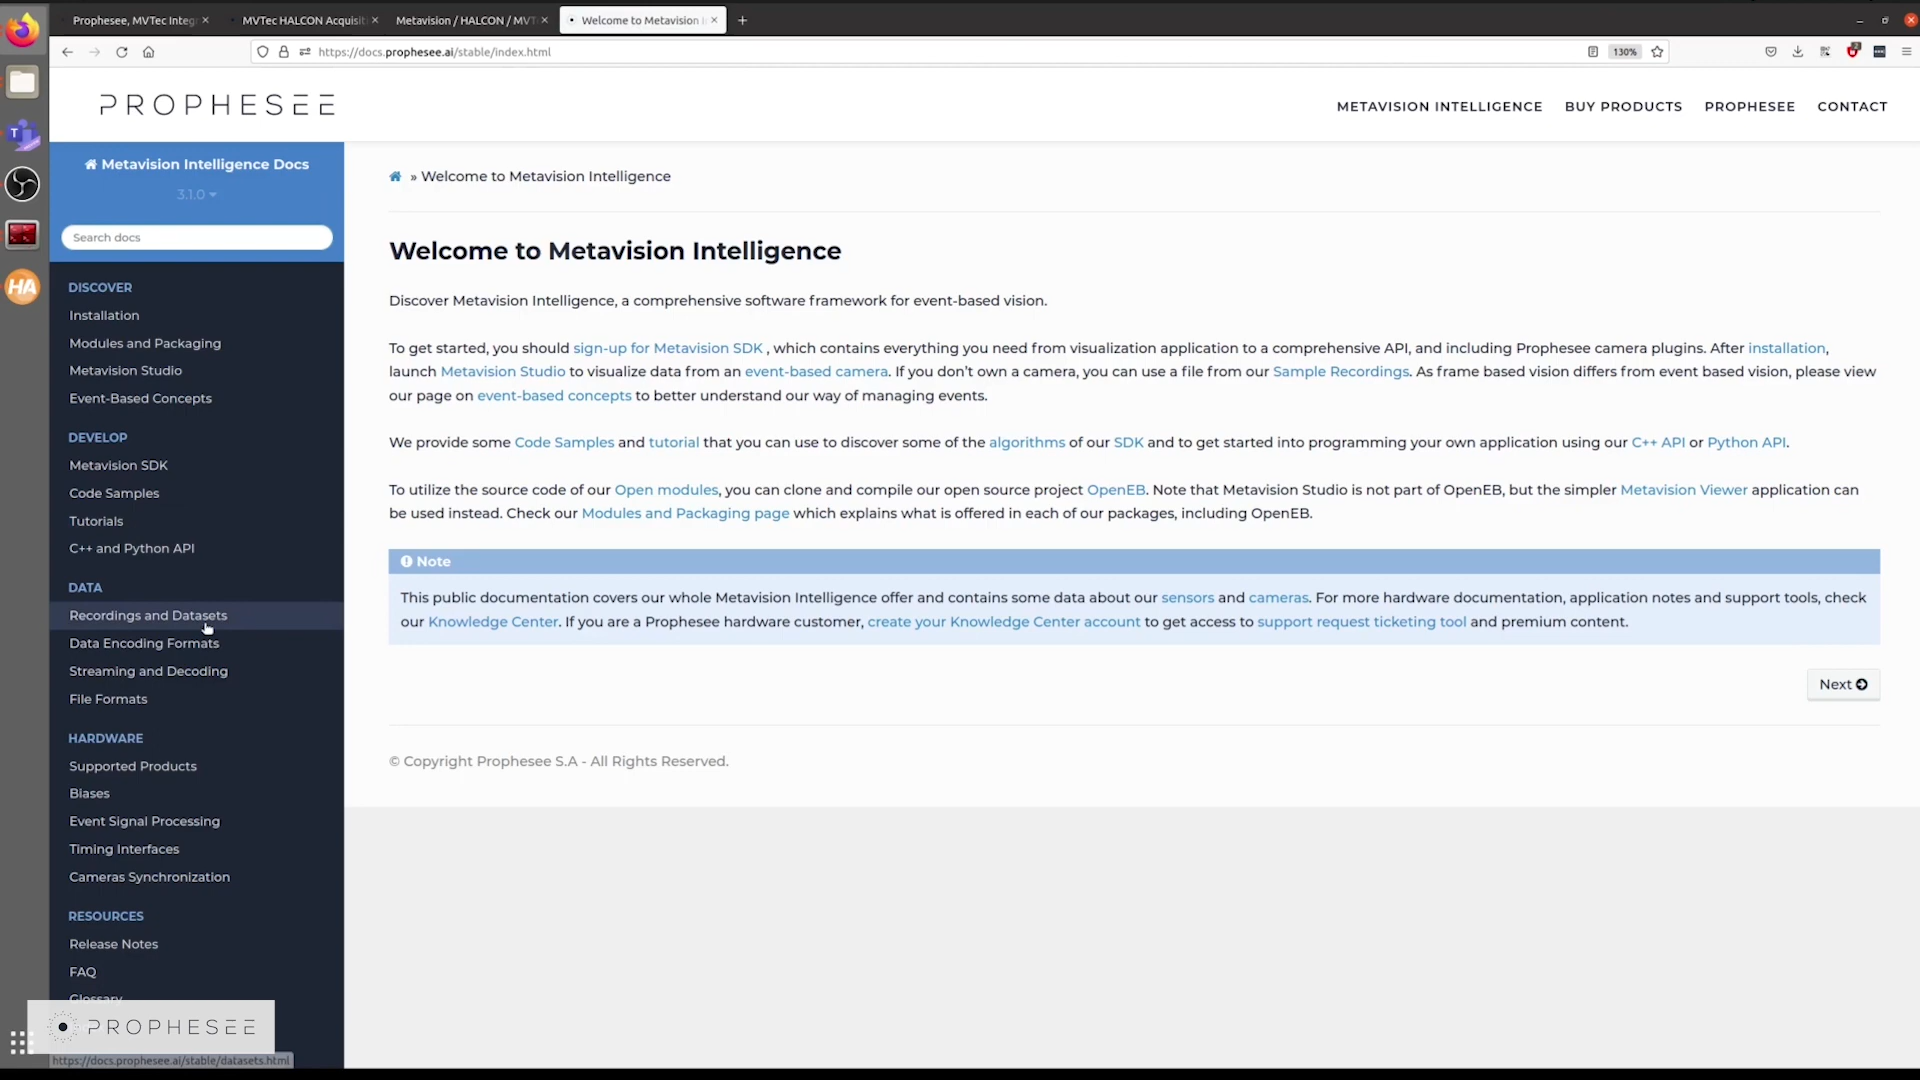 Prophesee, MVTec Integ
MVTec HALCON Acquisit
Metavision / HALCON / MVT
Welcome to Metavision I
https://docs.prophesee.ai/stable/index.html
130%
PROPHESEE
METAVISION INTELLIGENCE
BUY PRODUCTS
PROPHESEE
CONTACT
Metavision Intelligence Docs
3.1.0
Search docs
DISCOVER
Installation
Modules and Packaging
Metavision Studio
Event-Based Concepts
DEVELOP
Metavision SDK
Code Samples
Tutorials
C++ and Python API
DATA
Recordings and Datasets
Data Encoding Formats
Streaming and Decoding
File Formats
HARDWARE
Supported Products
Biases
Event Signal Processing
Timing Interfaces
Cameras Synchronization
RESOURCES
Release Notes
FAQ
Glossary
» Welcome to Metavision Intelligence
Welcome to Metavision Intelligence
Discover Metavision Intelligence, a comprehensive software framework for event-based vision.
To get started, you should sign-up for Metavision SDK , which contains everything you need from visualization application to a comprehensive API, and including Prophesee camera plugins. After installation,
launch Metavision Studio to visualize data from an event-based camera. If you don't own a camera, you can use a file from our Sample Recordings. As frame based vision differs from event based vision, please view
our page on event-based concepts to better understand our way of managing events.
We provide some Code Samples and tutorial that you can use to discover some of the algorithms of our SDK and to get started into programming your own application using our C++ API or Python API.
To utilize the source code of our Open modules, you can clone and compile our open source project OpenEB. Note that Metavision Studio is not part of OpenEB, but the simpler Metavision Viewer application can
be used instead. Check our Modules and Packaging page which explains what is offered in each of our packages, including OpenEB.
Note
This public documentation covers our whole Metavision Intelligence offer and contains some data about our sensors and cameras. For more hardware documentation, application notes and support tools, check
our Knowledge Center. If you are a Prophesee hardware customer, create your Knowledge Center account to get access to support request ticketing tool and premium content.
Next
© Copyright Prophesee S.A - All Rights Reserved.
PROPHESEE
https://docs.prophesee.ai/stable/datasets.html
HA
T